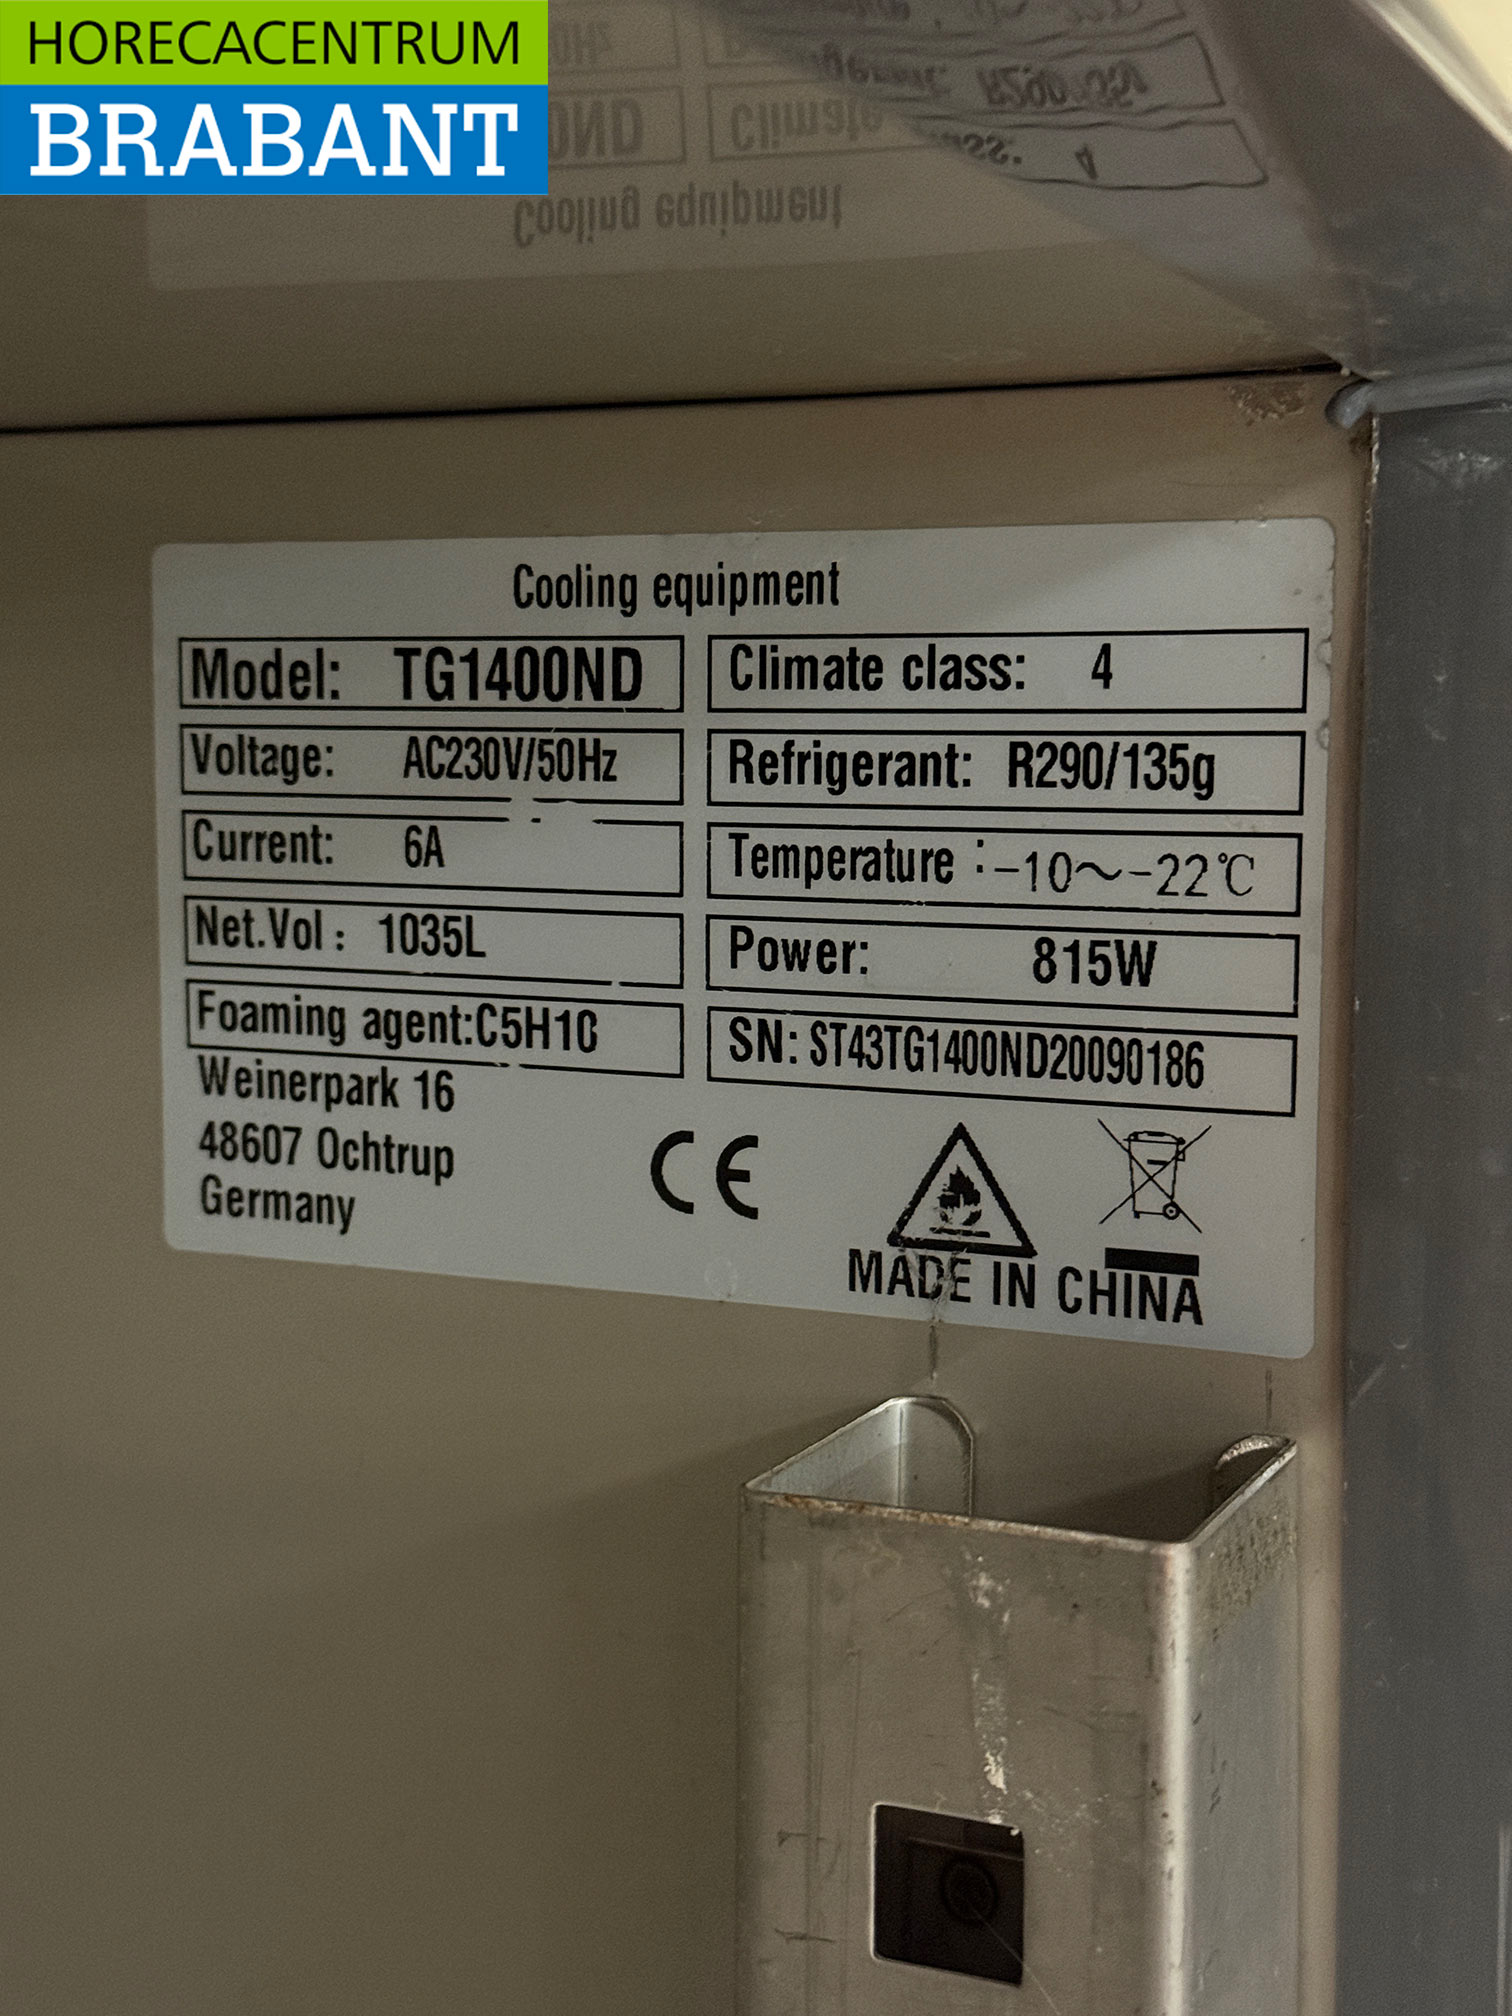 HORECACENTRUM
BRABANT
Cooling equipment
Model: TG1400ND
Climate class: 4
Voltage: AC230V/50Hz
Refrigerant: R290/135g
Current: 6A
Temperature :-10~-22℃
Net.Vol : 1035L
Power: 815W
Foaming agent:C5H10
SN: ST43TG1400ND20090186
Weinerpark 16
48607 Ochtrup
Germany
CE
MADE IN CHINA